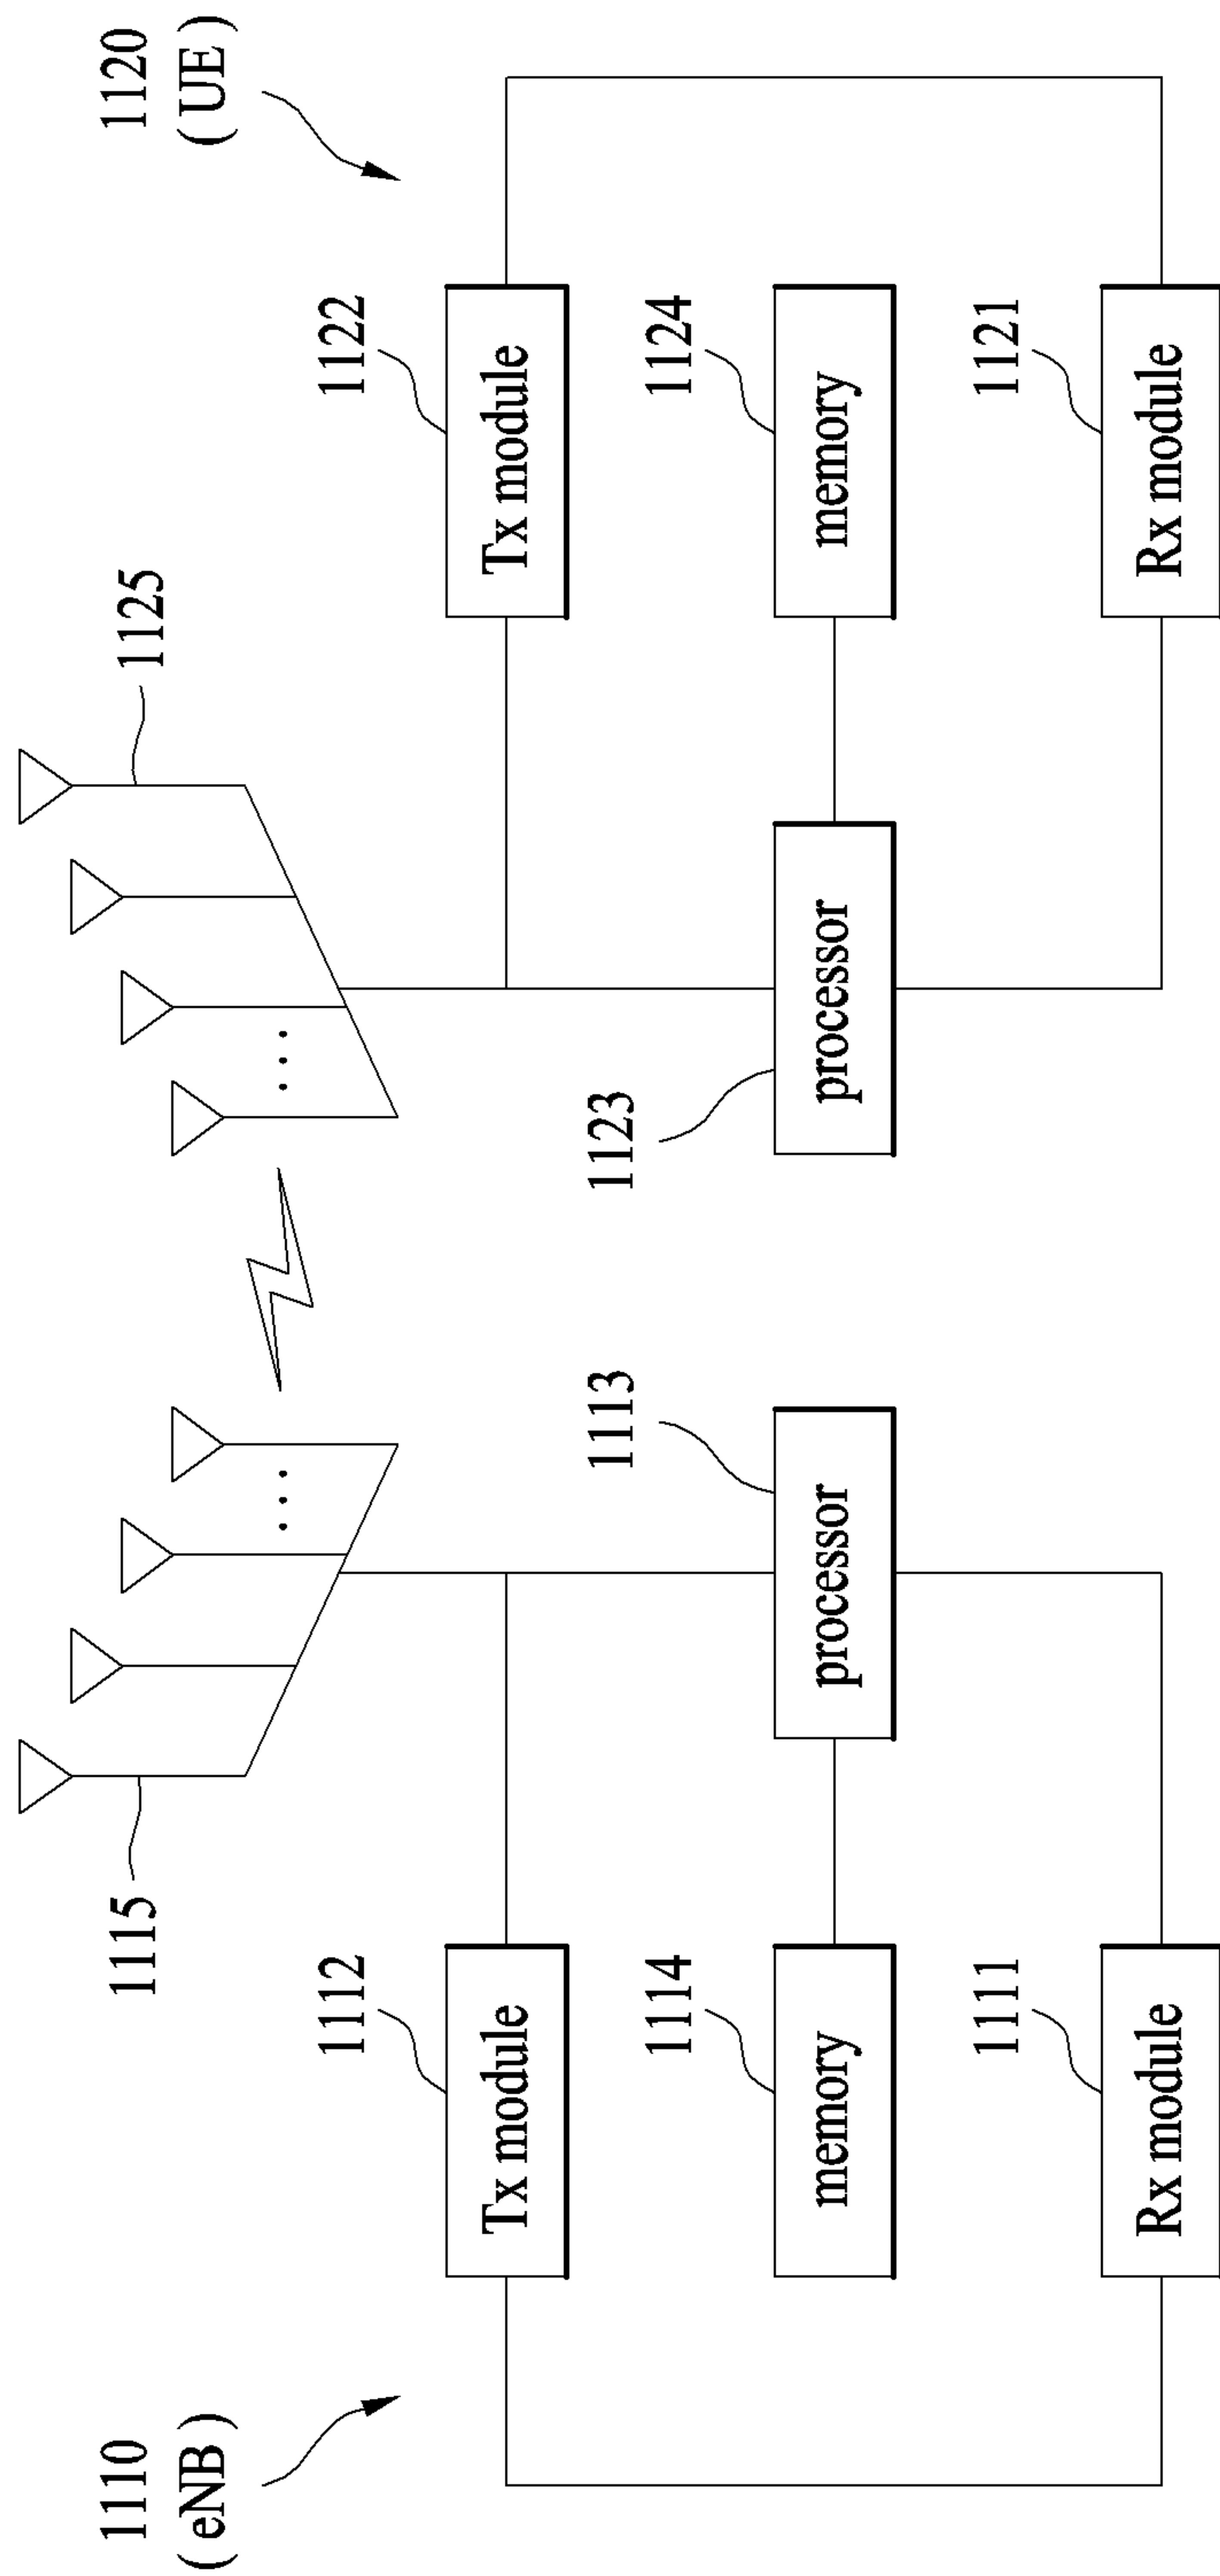 1110
( eNB )
1120
( UE )
1115
1125
1112
Tx module
1122
Tx module
1113
processor
1123
processor
1114
memory
1124
memory
1111
Rx module
1121
Rx module